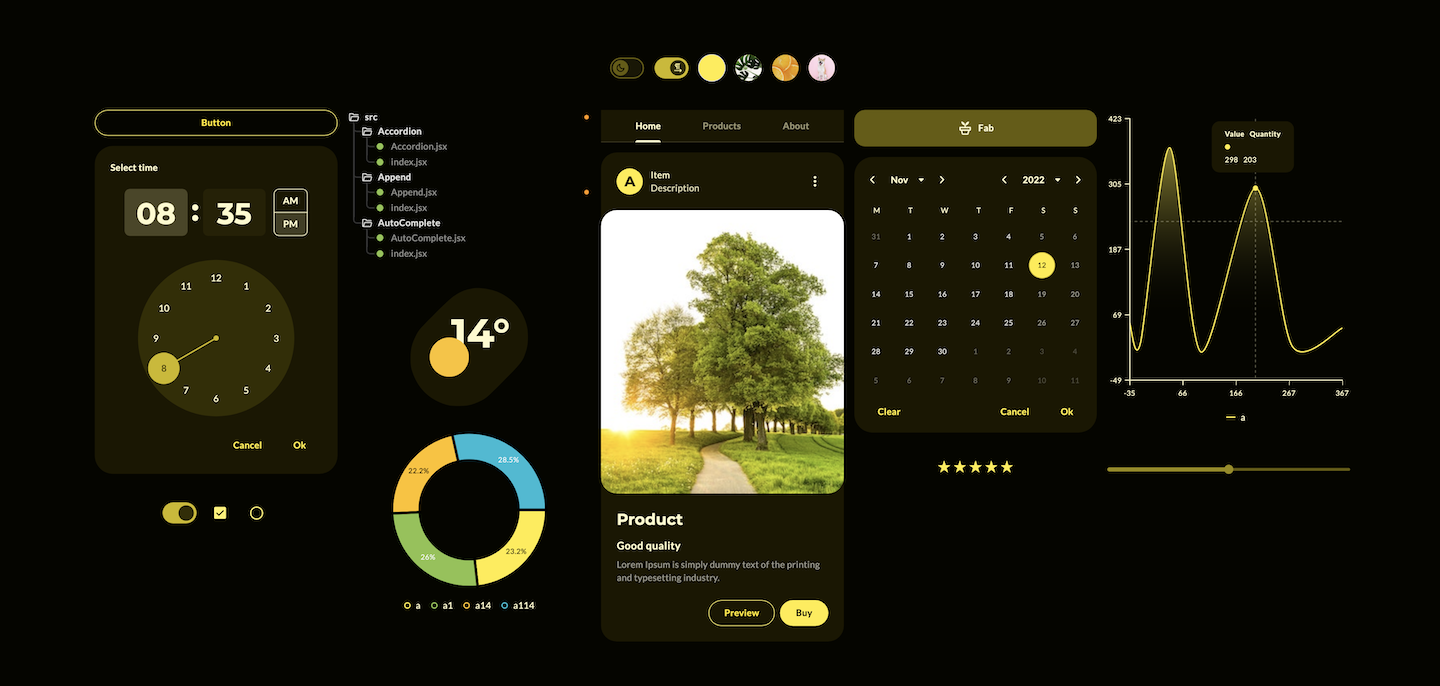 Button
Select time
08 : 35
AM
PM
12
11 1
10 2
9 3
8 4
7 5
6
Cancel Ok
src
Accordion
Accordion.jsx
index.jsx
Append
Append.jsx
index.jsx
AutoComplete
AutoComplete.jsx
index.jsx
14°
28.5%
22.2%
23.2%
26%
a a1 a14 a114
Home Products About
A
Item
Description
Product
Good quality
Lorem Ipsum is simply dummy text of the printing
and typesetting industry.
Preview Buy
Fab
Nov 2022
M T W T F S S
31 1 2 3 4 5 6
7 8 9 10 11 12 13
14 15 16 17 18 19 20
21 22 23 24 25 26 27
28 29 30 1 2 3 4
5 6 7 8 9 10 11
Clear Cancel Ok
423
305
187
69
-49
-35 66 166 267 367
Value Quantity
298 203
a